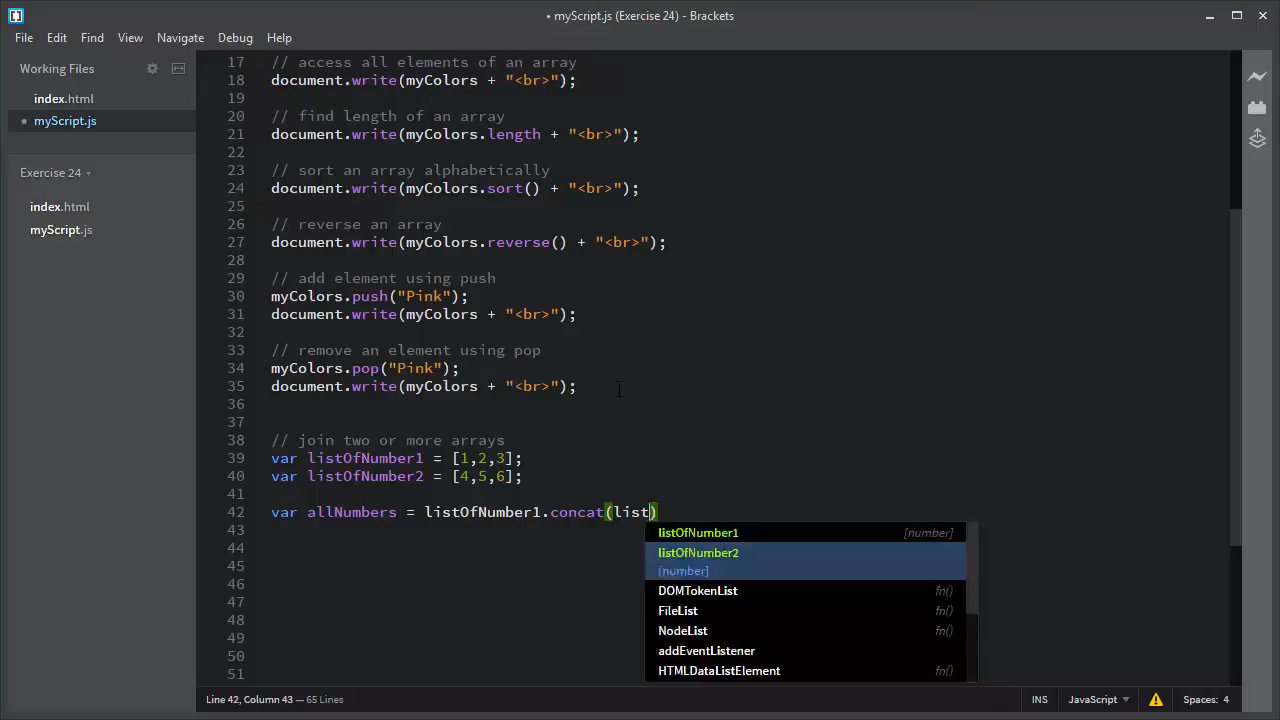 • myScript.js (Exercise 24) - Brackets
File Edit Find View Navigate Debug Help
Working Files
index.html
• myScript.js
Exercise 24
index.html
myScript.js
17 // access all elements of an array
18 document.write(myColors + "<br>");
19
20 // find length of an array
21 document.write(myColors.length + "<br>");
22
23 // sort an array alphabetically
24 document.write(myColors.sort() + "<br>");
25
26 // reverse an array
27 document.write(myColors.reverse() + "<br>");
28
29 // add element using push
30 myColors.push("Pink");
31 document.write(myColors + "<br>");
32
33 // remove an element using pop
34 myColors.pop("Pink");
35 document.write(myColors + "<br>");
36
37
38 // join two or more arrays
39 var listOfNumber1 = [1,2,3];
40 var listOfNumber2 = [4,5,6];
41
42 var allNumbers = listOfNumber1.concat(list)
43
44
45
46
47
48
49
50
51
listOfNumber1 [number]
listOfNumber2
[number]
DOMTokenList fn()
FileList fn()
NodeList fn()
addEventListener
HTMLDataListElement fn()
Line 42, Column 43 — 65 Lines
INS JavaScript Spaces: 4